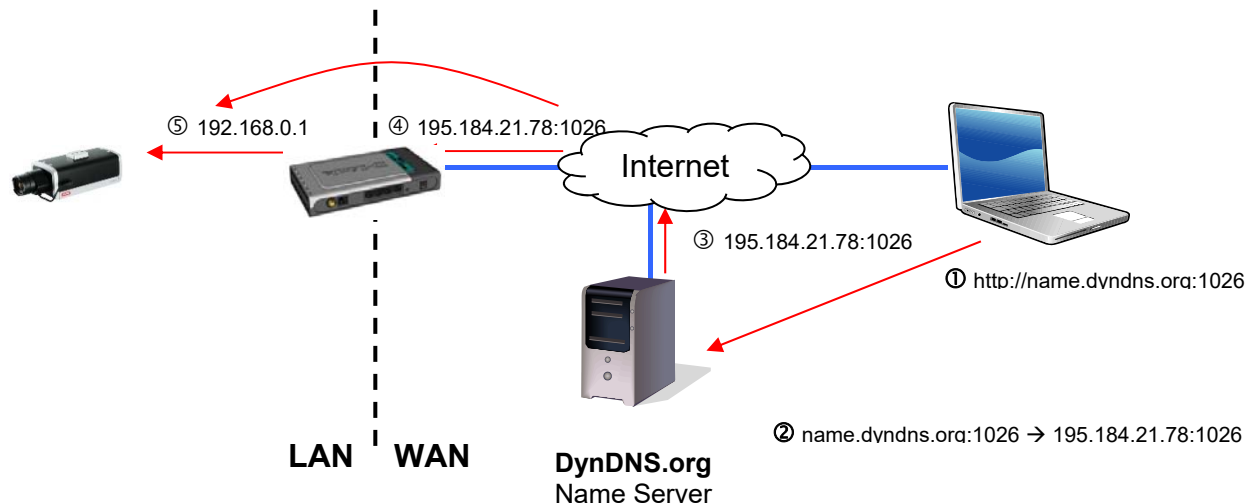 ⑤ 192.168.0.1
④ 195.184.21.78:1026
Internet
③ 195.184.21.78:1026
① http://name.dyndns.org:1026
② name.dyndns.org:1026 → 195.184.21.78:1026
LAN WAN
DynDNS.org
Name Server